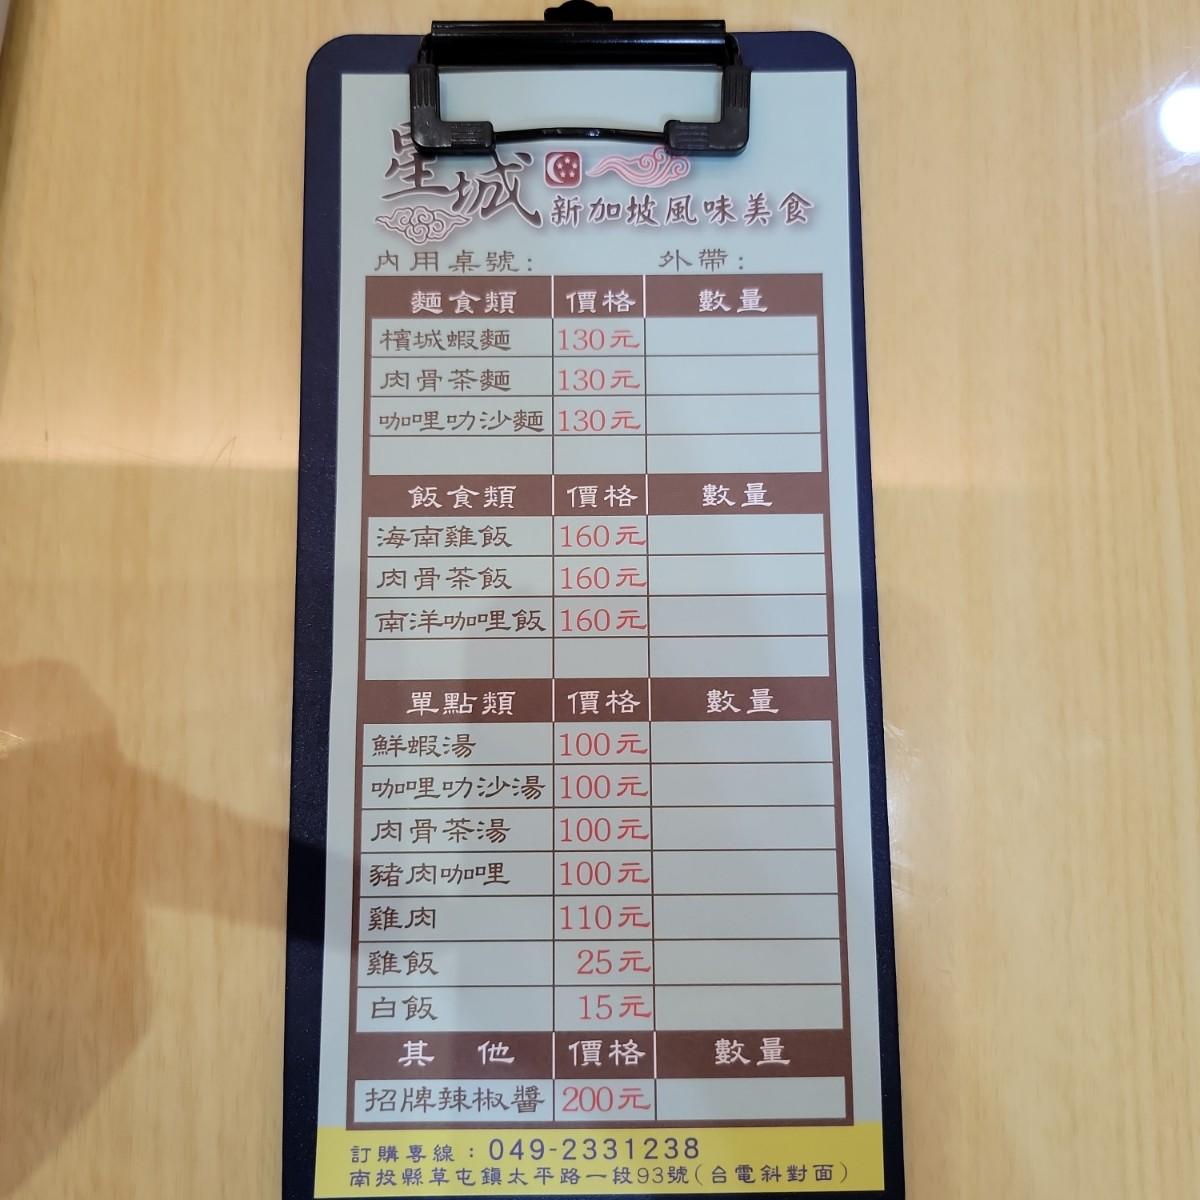 星城 新加坡風味美食
內用桌號: 外帶:
麵食類 價格 數量
檳城蝦麵 130元
肉骨茶麵 130元
咖哩叻沙麵 130元
飯食類 價格 數量
海南雞飯 160元
肉骨茶飯 160元
南洋咖哩飯 160元
單點類 價格 數量
鮮蝦湯 100元
咖哩叻沙湯 100元
肉骨茶湯 100元
豬肉咖哩 100元
雞肉 110元
雞飯 25元
白飯 15元
其他 價格 數量
招牌辣椒醬 200元
訂購專線:049-2331238
南投縣草屯鎮太平路一段93號(台電斜對面)